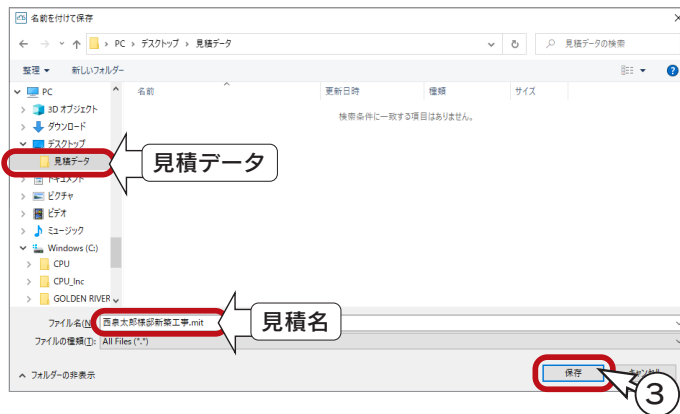 名前を付けて保存
PC › デスクトップ › 見積データ
見積データの検索
整理
新しいフォルダー
PC
名前
更新日時
種類
サイズ
3D オブジェクト
検索条件に一致する項目はありません。
ダウンロード
デスクトップ
見積データ
見積データ
ドキュメント
ピクチャ
ビデオ
ミュージック
Windows (C:)
CPU
CPU_Inc
GOLDEN RIVER
ファイル名(N):
西泉太郎様邸新築工事.mit
見積名
ファイルの種類(T):
All Files (*.*)
フォルダーの非表示
保存
キャンセル
③